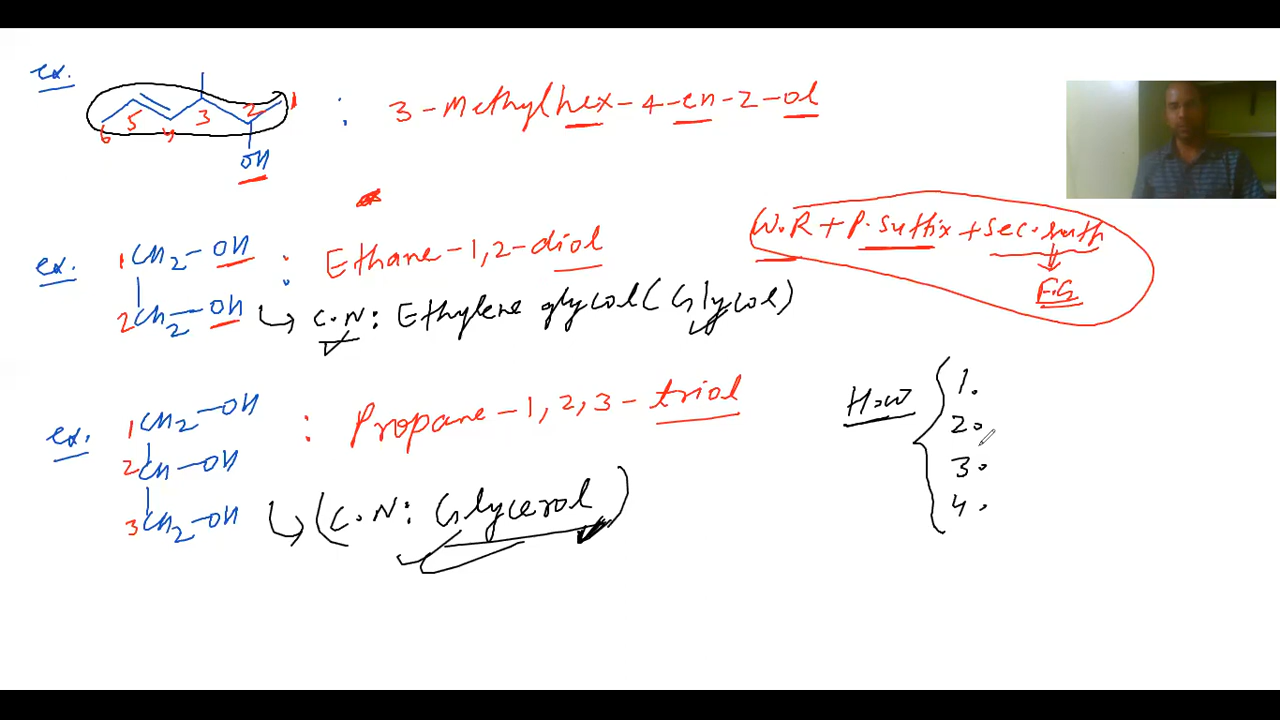 ex.
6 5 4 3 2 1
OH
: 3-Methylhex-4-en-2-ol
W.R + P.suffix + Sec.suffix
F.G
ex. 1CH2-OH
2CH2-OH
: Ethane-1,2-diol
C.N: Ethylene glycol (Glycol)
ex. 1CH2-OH
2CH-OH
3CH2-OH
: Propane-1,2,3-triol
(C.N: Glycerol)
How
1.
2.
3.
4.